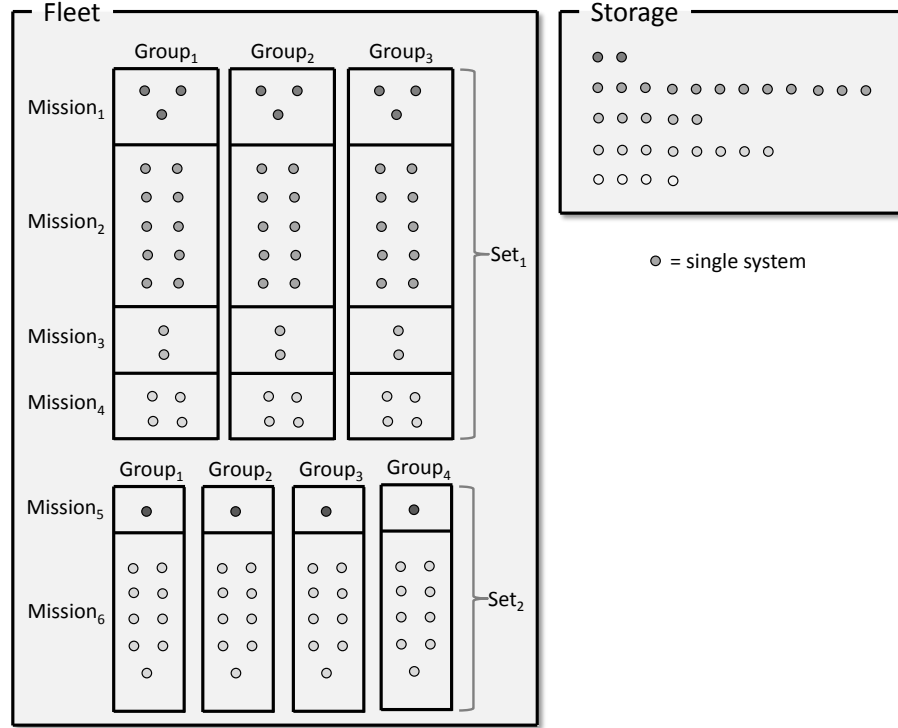 Fleet
Storage
Group₁ Group₂ Group₃
Mission₁
Mission₂
Set₁
= single system
Mission₃
Mission₄
Group₁ Group₂ Group₃ Group₄
Mission₅
Mission₆
Set₂